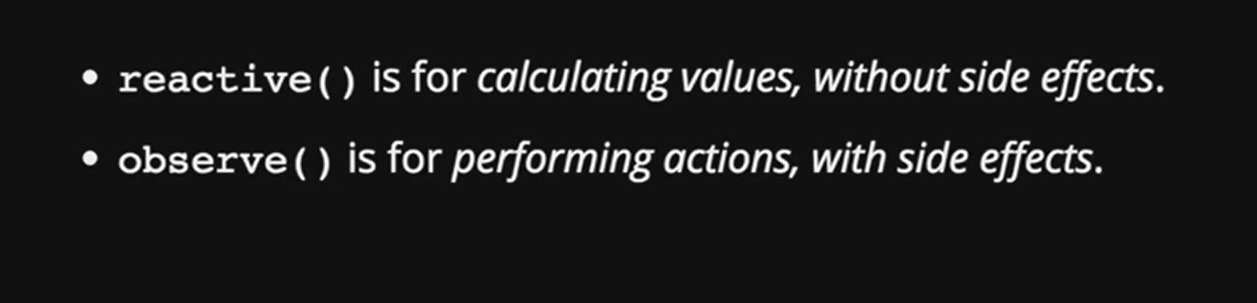 • reactive() is for calculating values, without side effects.
• observe() is for performing actions, with side effects.